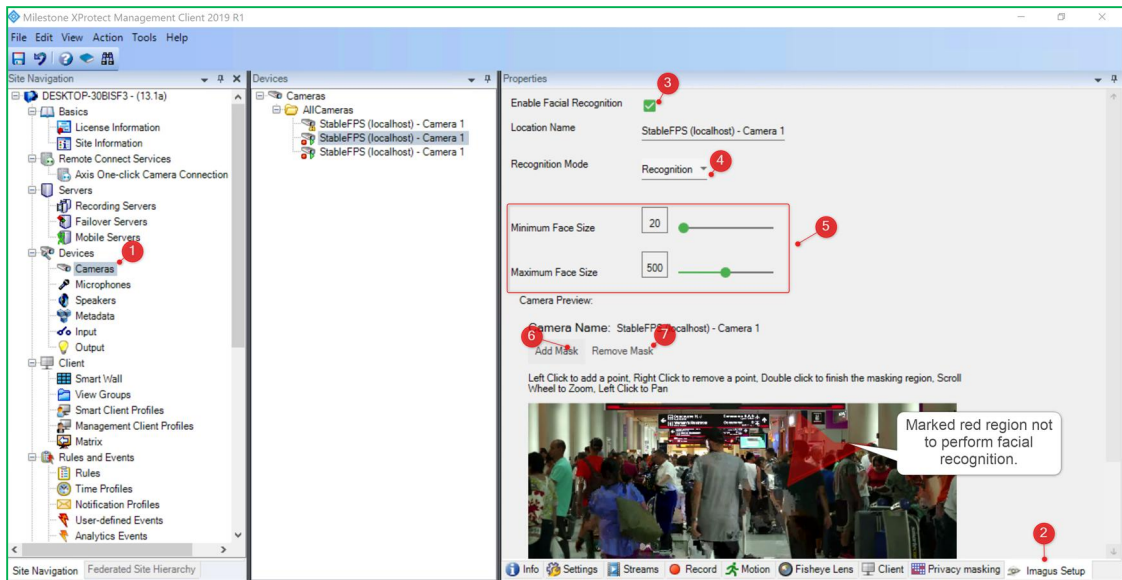 Milestone XProtect Management Client 2019 R1
File Edit View Action Tools Help
Site Navigation
DESKTOP-30BISF3 - (13.1a)
Basics
License Information
Site Information
Remote Connect Services
Axis One-click Camera Connection
Servers
Recording Servers
Failover Servers
Mobile Servers
Devices
1
Cameras
Microphones
Speakers
Metadata
Input
Output
Client
Smart Wall
View Groups
Smart Client Profiles
Management Client Profiles
Matrix
Rules and Events
Rules
Time Profiles
Notification Profiles
User-defined Events
Analytics Events
Site Navigation Federated Site Hierarchy
Devices
Cameras
AllCameras
StableFPS (localhost) - Camera 1
StableFPS (localhost) - Camera 1
StableFPS (localhost) - Camera 1
Properties
3
Enable Facial Recognition
Location Name StableFPS (localhost) - Camera 1
Recognition Mode Recognition 4
Minimum Face Size 20
5
Maximum Face Size 500
Camera Preview:
Camera Name: StableFPS (localhost) - Camera 1
6 7
Add Mask Remove Mask
Left Click to add a point, Right Click to remove a point, Double click to finish the masking region, Scroll
Wheel to Zoom, Left Click to Pan
Marked red region not
to perform facial
recognition.
2
Info Settings Streams Record Motion Fisheye Lens Client Privacy masking Imagus Setup